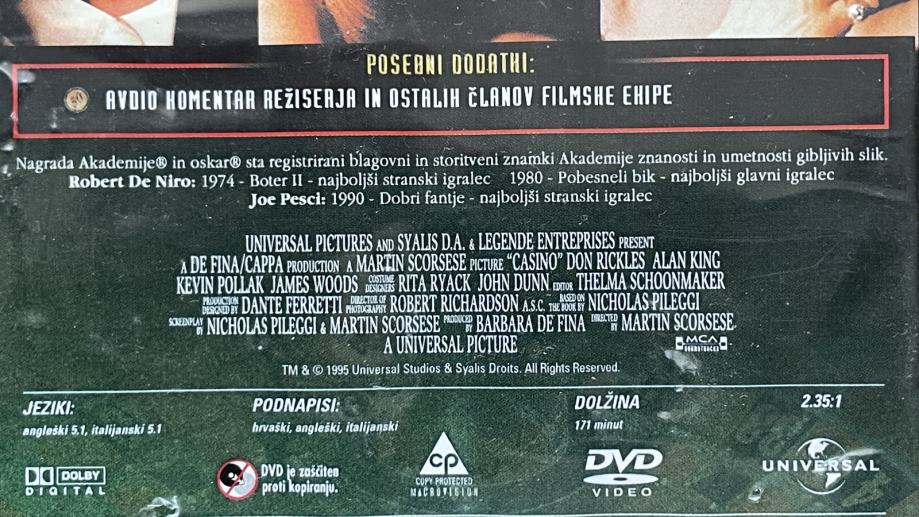 POSEBNI DODATKI:
AVDIO KOMENTAR REŽISERJA IN OSTALIH ČLANOV FILMSKE EKIPE
Nagrada Akademije® in oskar® sta registrirani blagovni in storitveni znamki Akademije znanosti in umetnosti gibljivih slik.
Robert De Niro: 1974 - Boter II - najboljši stranski igralec 1980 - Pobesneli bik - najboljši glavni igralec
Joe Pesci: 1990 - Dobri fantje - najboljši stranski igralec
UNIVERSAL PICTURES AND SYALIS D.A. & LEGENDE ENTREPRISES PRESENT
A DE FINA/CAPPA PRODUCTION A MARTIN SCORSESE PICTURE "CASINO" DON RICKLES ALAN KING
KEVIN POLLAK JAMES WOODS COSTUME DESIGNERS RITA RYACK JOHN DUNN EDITOR THELMA SCHOONMAKER
PRODUCTION DESIGNED BY DANTE FERRETTI DIRECTOR OF PHOTOGRAPHY ROBERT RICHARDSON A.S.C. BASED ON THE BOOK BY NICHOLAS PILEGGI
SCREENPLAY BY NICHOLAS PILEGGI & MARTIN SCORSESE PRODUCED BY BARBARA DE FINA DIRECTED BY MARTIN SCORSESE
A UNIVERSAL PICTURE
MCA
SOUNDTRACKS
TM & © 1995 Universal Studios & Syalis Droits. All Rights Reserved.
JEZIKI: PODNAPISI: DOLŽINA 2.35:1
angleški 5.1, italijanski 5.1 hrvaški, angleški, italijanski 171 minut
DOLBY
DIGITAL
DVD je zaščiten
proti kopiranju.
CP
COPY PROTECTED
MACROVISION
DVD
VIDEO
UNIVERSAL